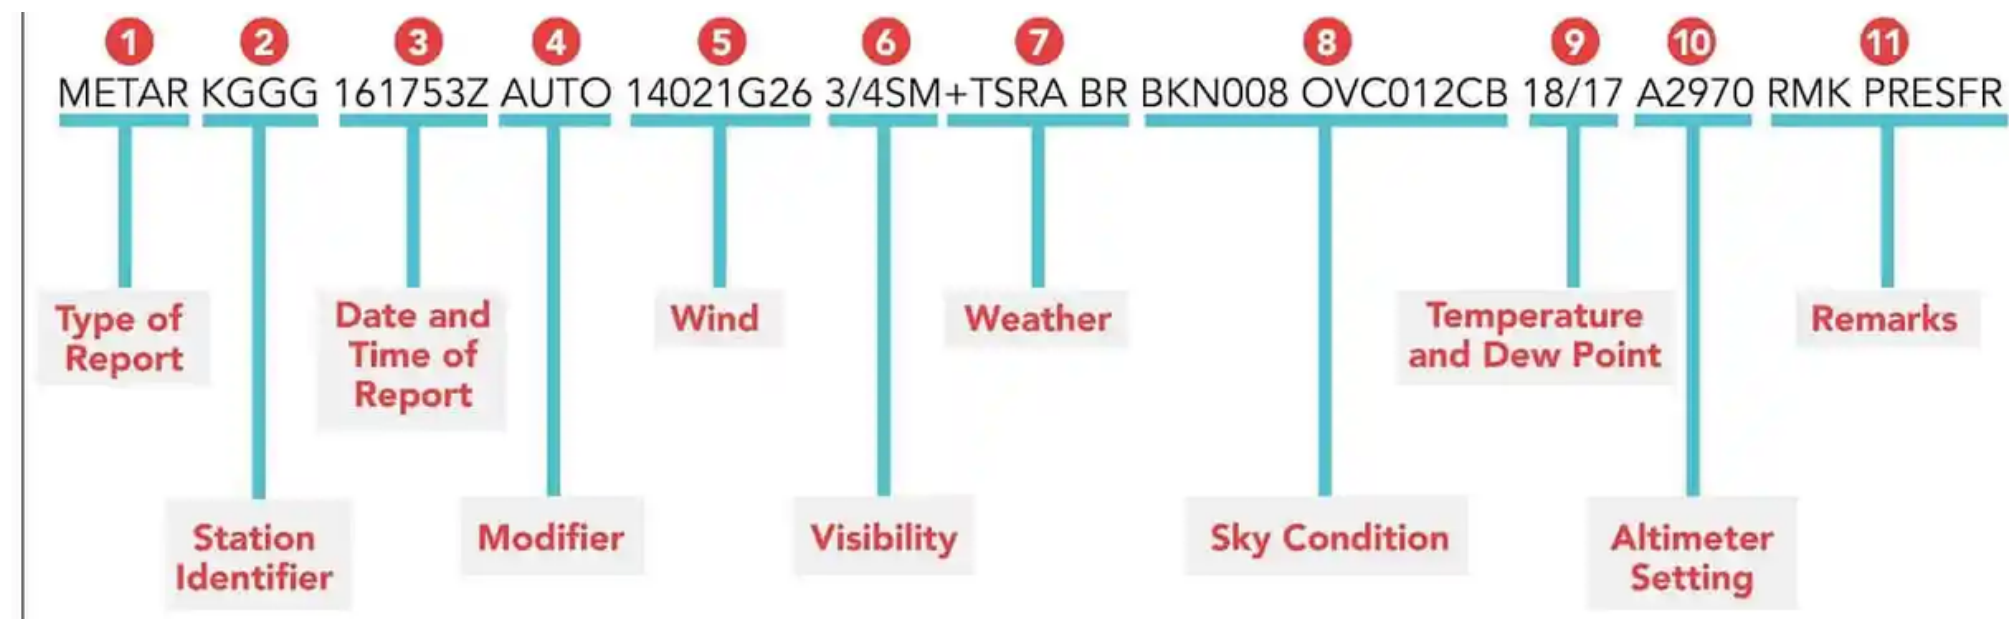 1 2 3 4 5 6 7 8 9 10 11
METAR KGGG 161753Z AUTO 14021G26 3/4SM+TSRA BR BKN008 OVC012CB 18/17 A2970 RMK PRESFR
Type of
Report
Date and
Time of
Report
Wind
Weather
Temperature
and Dew Point
Remarks
Station
Identifier
Modifier
Visibility
Sky Condition
Altimeter
Setting